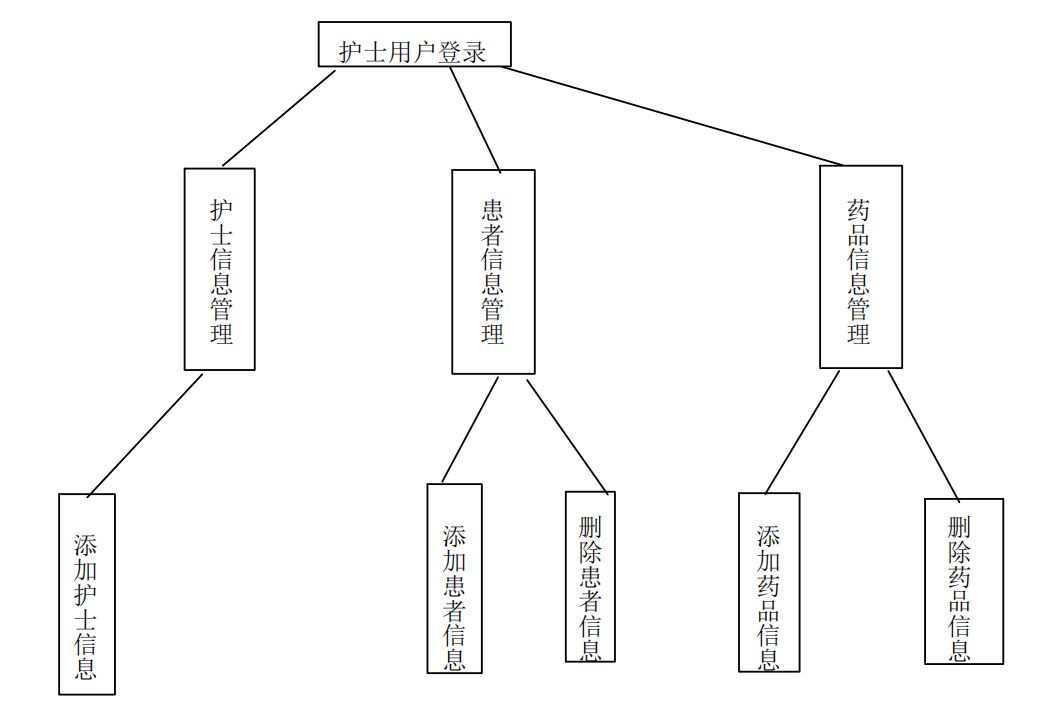 护士用户登录
护士信息管理
患者信息管理
药品信息管理
添加护士信息
添加患者信息
删除患者信息
添加药品信息
删除药品信息